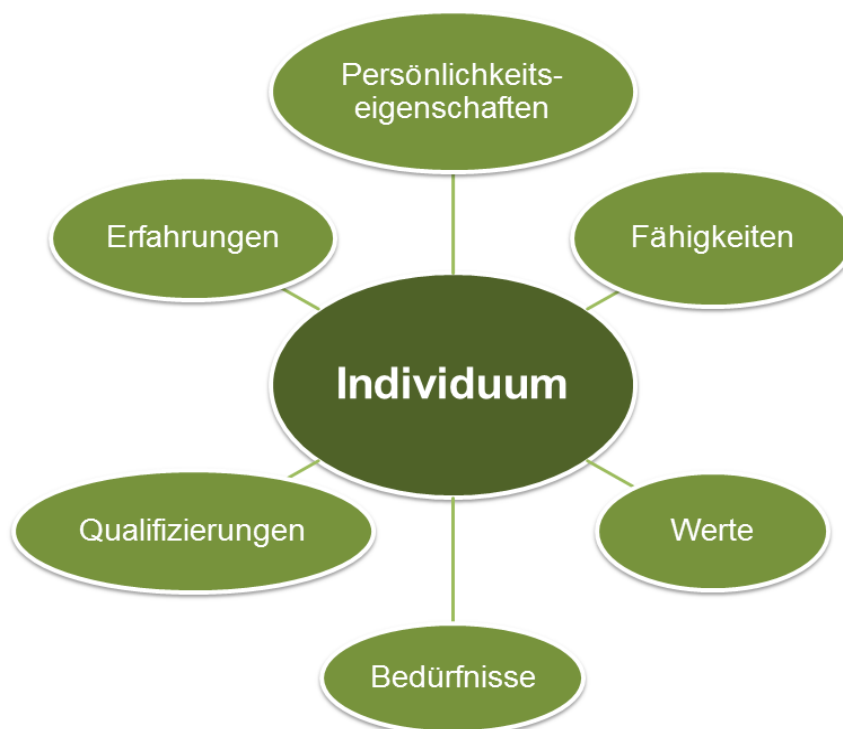 Persönlichkeits-
eigenschaften
Erfahrungen
Fähigkeiten
Individuum
Qualifizierungen
Werte
Bedürfnisse